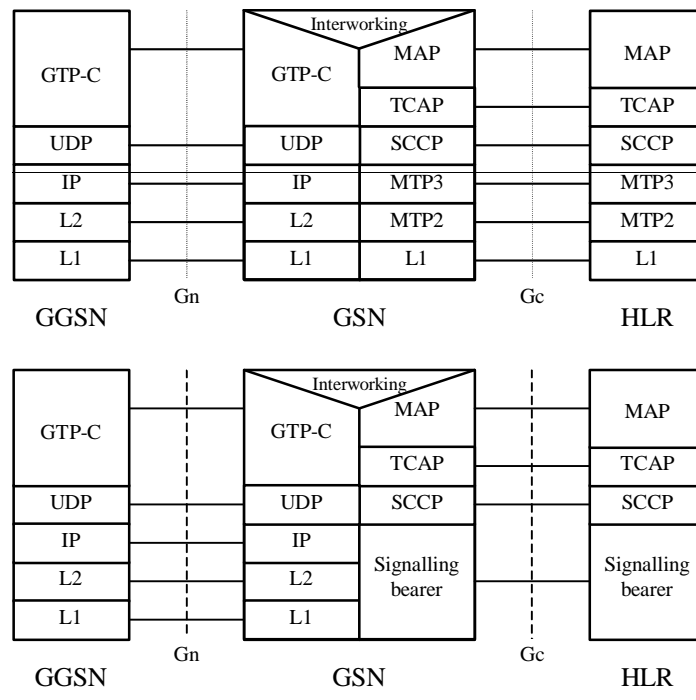 Interworking
GTP-C GTP-C MAP MAP
TCAP TCAP
UDP UDP SCCP SCCP
IP IP MTP3 MTP3
L2 L2 MTP2 MTP2
L1 L1 L1 L1
Gn Gc
GGSN GSN HLR
Interworking
GTP-C GTP-C MAP MAP
TCAP TCAP
UDP UDP SCCP SCCP
IP IP
L2 L2 Signalling bearer Signalling bearer
L1 L1
Gn Gc
GGSN GSN HLR